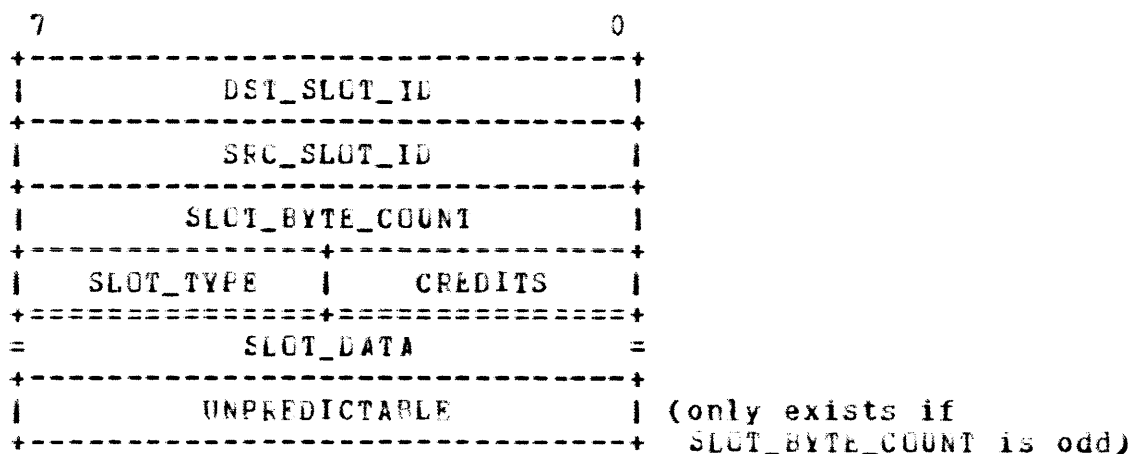 7 0
DST_SLOT_ID
SRC_SLOT_ID
SLOT_BYTE_COUNT
SLOT_TYPE | CREDITS
= SLOT_DATA =
UNPREDICTABLE (only exists if
SLOT_BYTE_COUNT is odd)